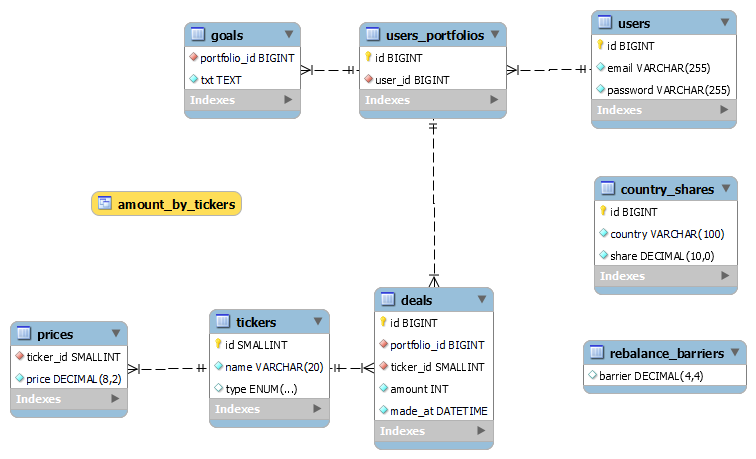 goals
portfolio_id BIGINT
txt TEXT
Indexes
users_portfolios
id BIGINT
user_id BIGINT
Indexes
users
id BIGINT
email VARCHAR(255)
password VARCHAR(255)
Indexes
amount_by_tickers
country_shares
id BIGINT
country VARCHAR(100)
share DECIMAL(10,0)
Indexes
prices
ticker_id SMALLINT
price DECIMAL(8,2)
Indexes
tickers
id SMALLINT
name VARCHAR(20)
type ENUM(...)
Indexes
deals
id BIGINT
portfolio_id BIGINT
ticker_id SMALLINT
amount INT
made_at DATETIME
Indexes
rebalance_barriers
barrier DECIMAL(4,4)